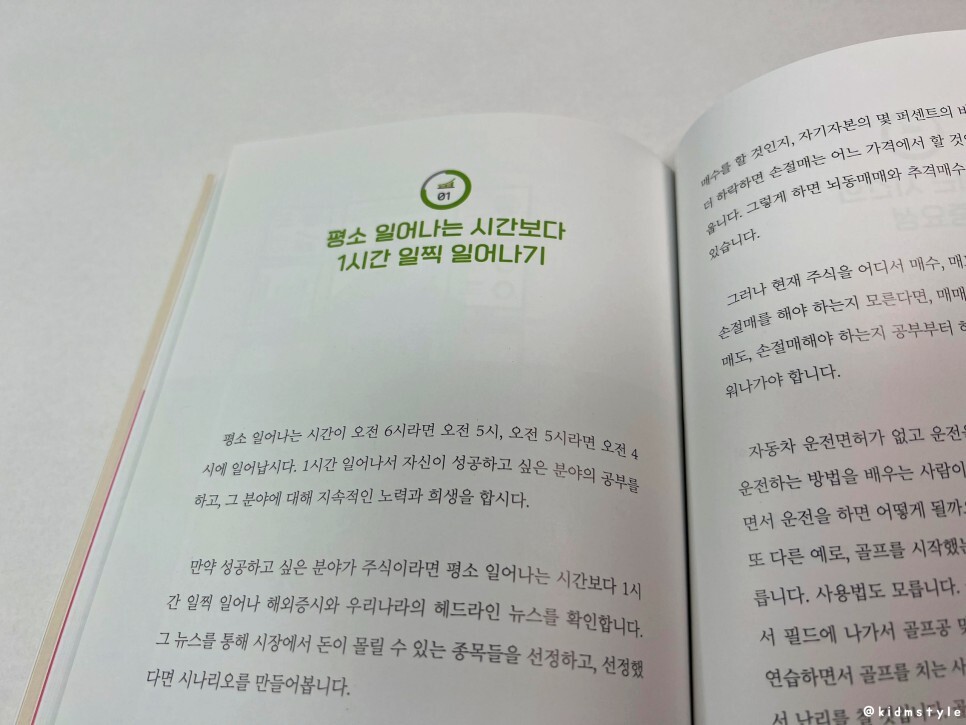 01
평소 일어나는 시간보다
1시간 일찍 일어나기
평소 일어나는 시간이 오전 6시라면 오전 5시, 오전 5시라면 오전 4
시에 일어납시다. 1시간 일어나서 자신이 성공하고 싶은 분야의 공부를
하고, 그 분야에 대해 지속적인 노력과 희생을 합시다.
만약 성공하고 싶은 분야가 주식이라면 평소 일어나는 시간보다 1시
간 일찍 일어나 해외증시와 우리나라의 헤드라인 뉴스를 확인합니다.
그 뉴스를 통해 시장에서 돈이 몰릴 수 있는 종목들을 선정하고, 선정했
다면 시나리오를 만들어봅니다.
매수를 할 것인지, 자기자본의 몇 퍼센트의
더 하락하면 손절매는 어느 가격에서 할
옵니다. 그렇게 하면 뇌동매매와 추격매수
있습니다.
그러나 현재 주식을 어디서 매수,
손절매를 해야 하는지 모른다면, 매매
매도, 손절매해야 하는지 공부부터
워나가야 합니다.
자동차 운전면허가 없고
운전하는 방법을 배우는 사람이
면서 운전을 하면 어떻게
또 다른 예로, 골프를
릅니다. 사용법도 모릅니다.
서 필드에 나가서 골프공
연습하면서 골프를 치는
서 난리를 칠
@kidmstyle